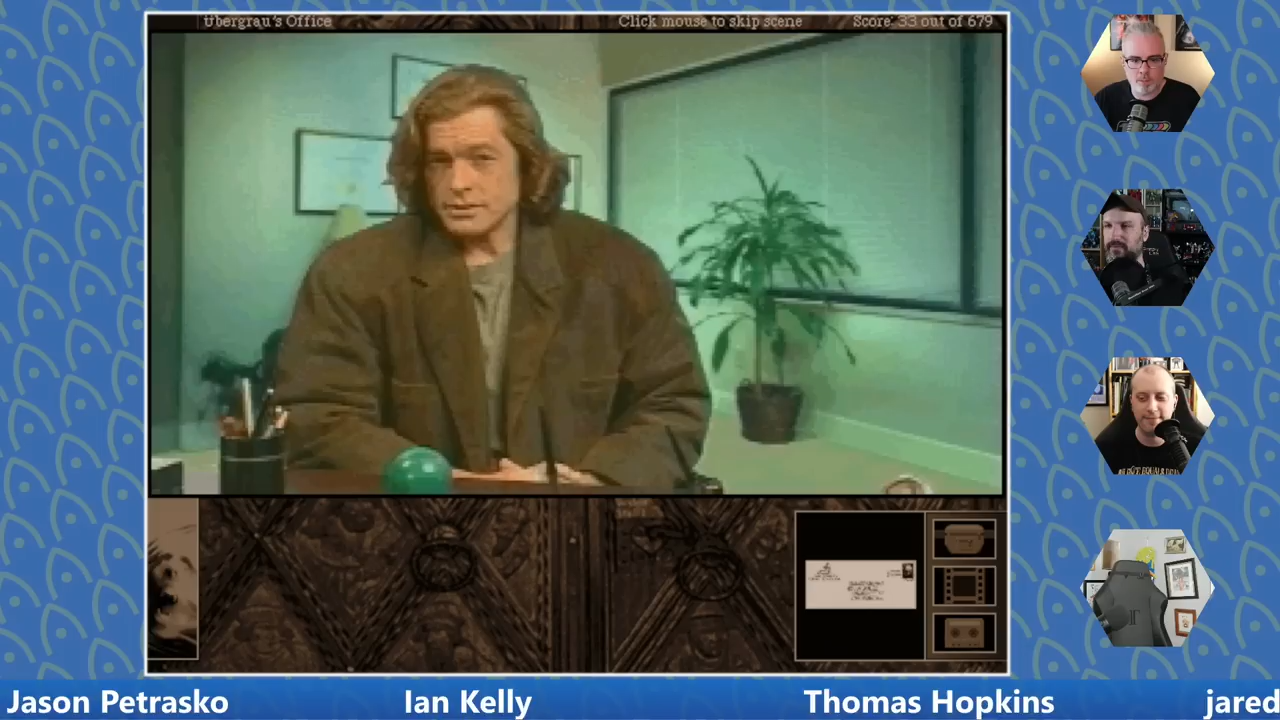 Übergrau's Office
Click mouse to skip scene
Score: 33 out of 679
Jason Petrasko
Ian Kelly
Thomas Hopkins
jared